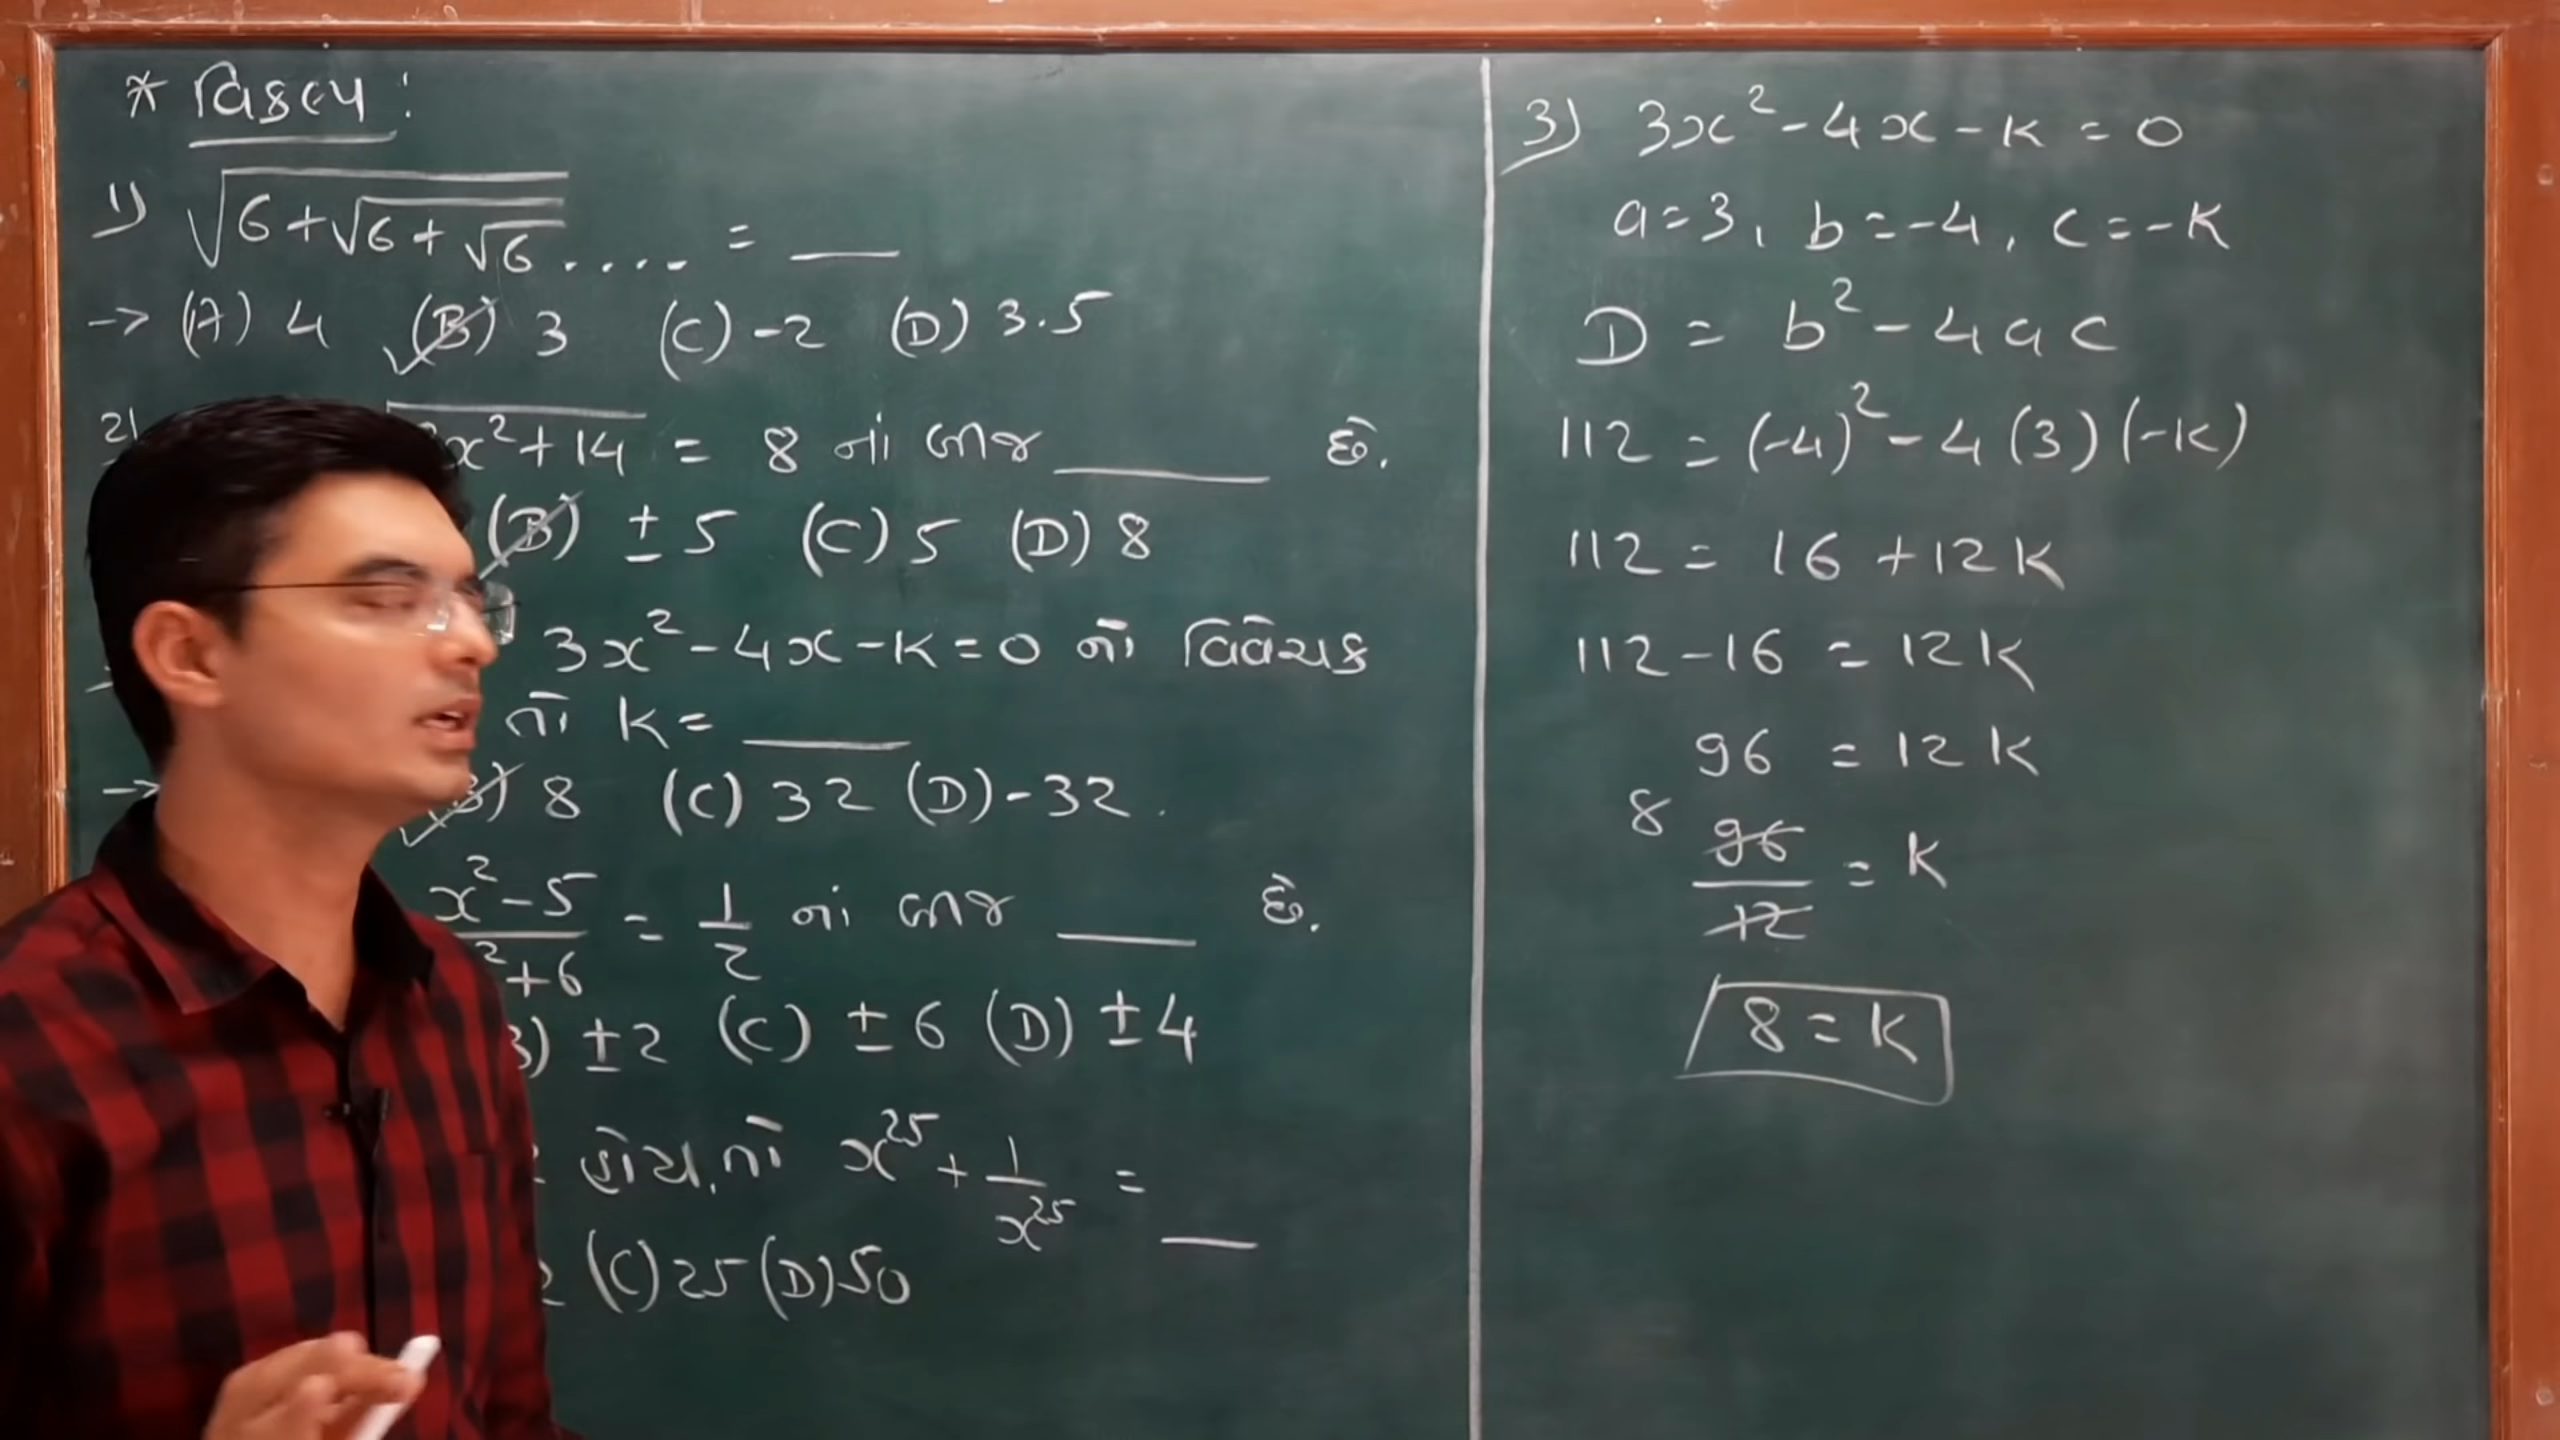 * વિકલ્પ :
1) √6+√6+√6.... = ___
-> (A) 4 (B) 3 (C) -2 (D) 3.5
2) x²+14 = 8 નાં બીજ ___ છે.
(B) ±5 (C) 5 (D) 8
3x²-4x-k=0 નો વિવેચક
તો k= ___
-> 8 (C) 32 (D) -32.
x²-5 / ²+6 = 1/2 નાં બીજ ___ છે.
±2 (C) ±6 (D) ±4
હોય, તો x²⁵ + 1/x²⁵ = ___
2 (C) 25 (D) 50
3) 3x²-4x-k=0
a=3, b=-4, c=-k
D = b²-4ac
112 = (-4)²-4(3)(-k)
112 = 16+12k
112-16 = 12k
96 = 12k
8 96/12 = k
8=k